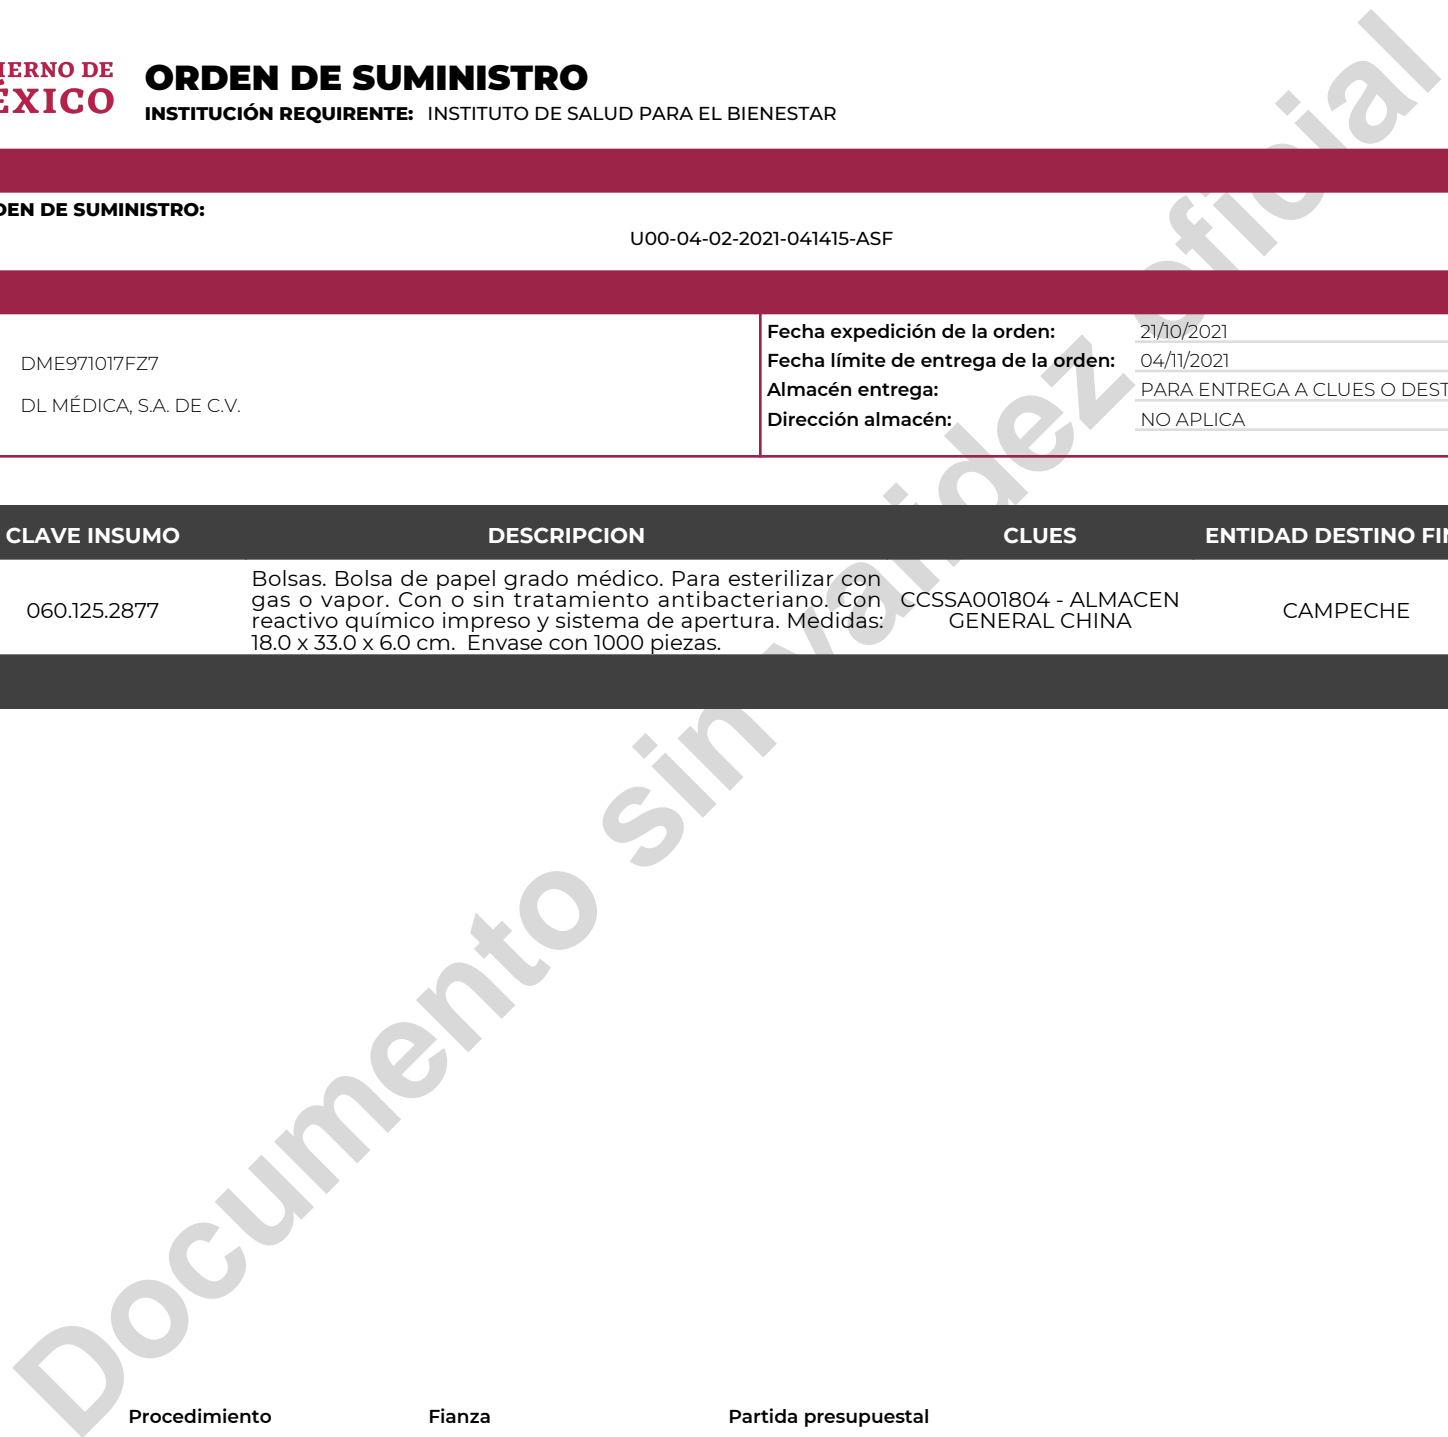 IERNO DE
ÉXICO
ORDEN DE SUMINISTRO
INSTITUCIÓN REQUIRENTE: INSTITUTO DE SALUD PARA EL BIENESTAR
DEN DE SUMINISTRO:
U00-04-02-2021-041415-ASF
DME971017FZ7
DL MÉDICA, S.A. DE C.V.
Fecha expedición de la orden: 21/10/2021
Fecha límite de entrega de la orden: 04/11/2021
Almacén entrega: PARA ENTREGA A CLUES O DEST
Dirección almacén: NO APLICA
CLAVE INSUMO DESCRIPCION CLUES ENTIDAD DESTINO FIN
060.125.2877
Bolsas. Bolsa de papel grado médico. Para esterilizar con
gas o vapor. Con o sin tratamiento antibacteriano. Con
reactivo químico impreso y sistema de apertura. Medidas:
18.0 x 33.0 x 6.0 cm. Envase con 1000 piezas.
CCSSA001804 - ALMACEN
GENERAL CHINA
CAMPECHE
Documento sin validez oficial
Procedimiento Fianza Partida presupuestal